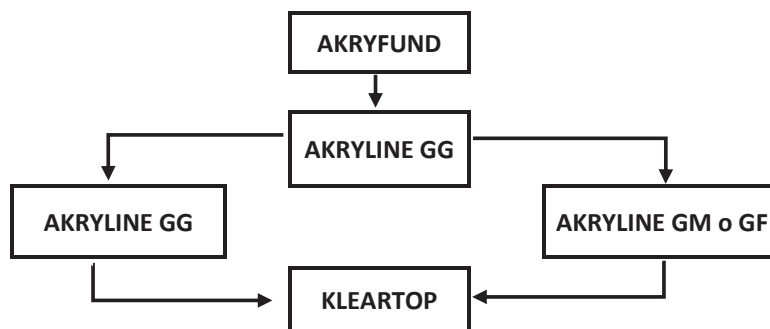 AKRYFUND
AKRYLINE GG
AKRYLINE GG
AKRYLINE GM o GF
KLEARTOP